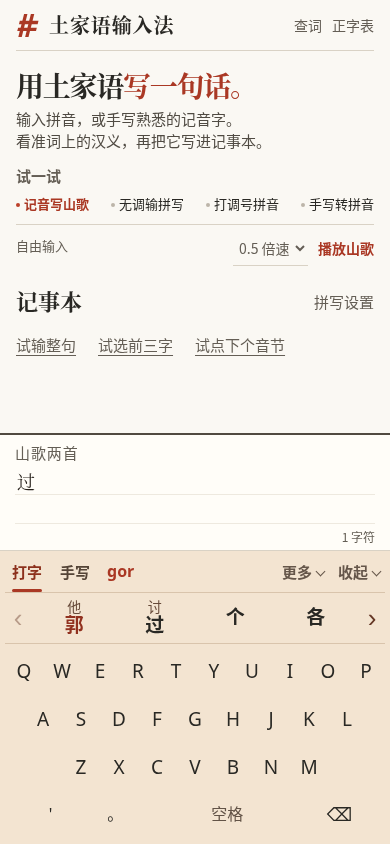 # 土家语输入法 查词 正字表
用土家语写一句话。
输入拼音，或手写熟悉的记音字。
看准词上的汉义，再把它写进记事本。
试一试
记音写山歌 无调输拼写 打调号拼音 手写转拼音
自由输入 0.5 倍速 播放山歌
记事本 拼写设置
试输整句 试选前三字 试点下个音节
山歌两首
过
1 字符
打字 手写 gor 更多 收起
他 讨
‹ 郭 过 个 各 ›
Q W E R T Y U I O P
A S D F G H J K L
Z X C V B N M
' 。 空格 ⌫